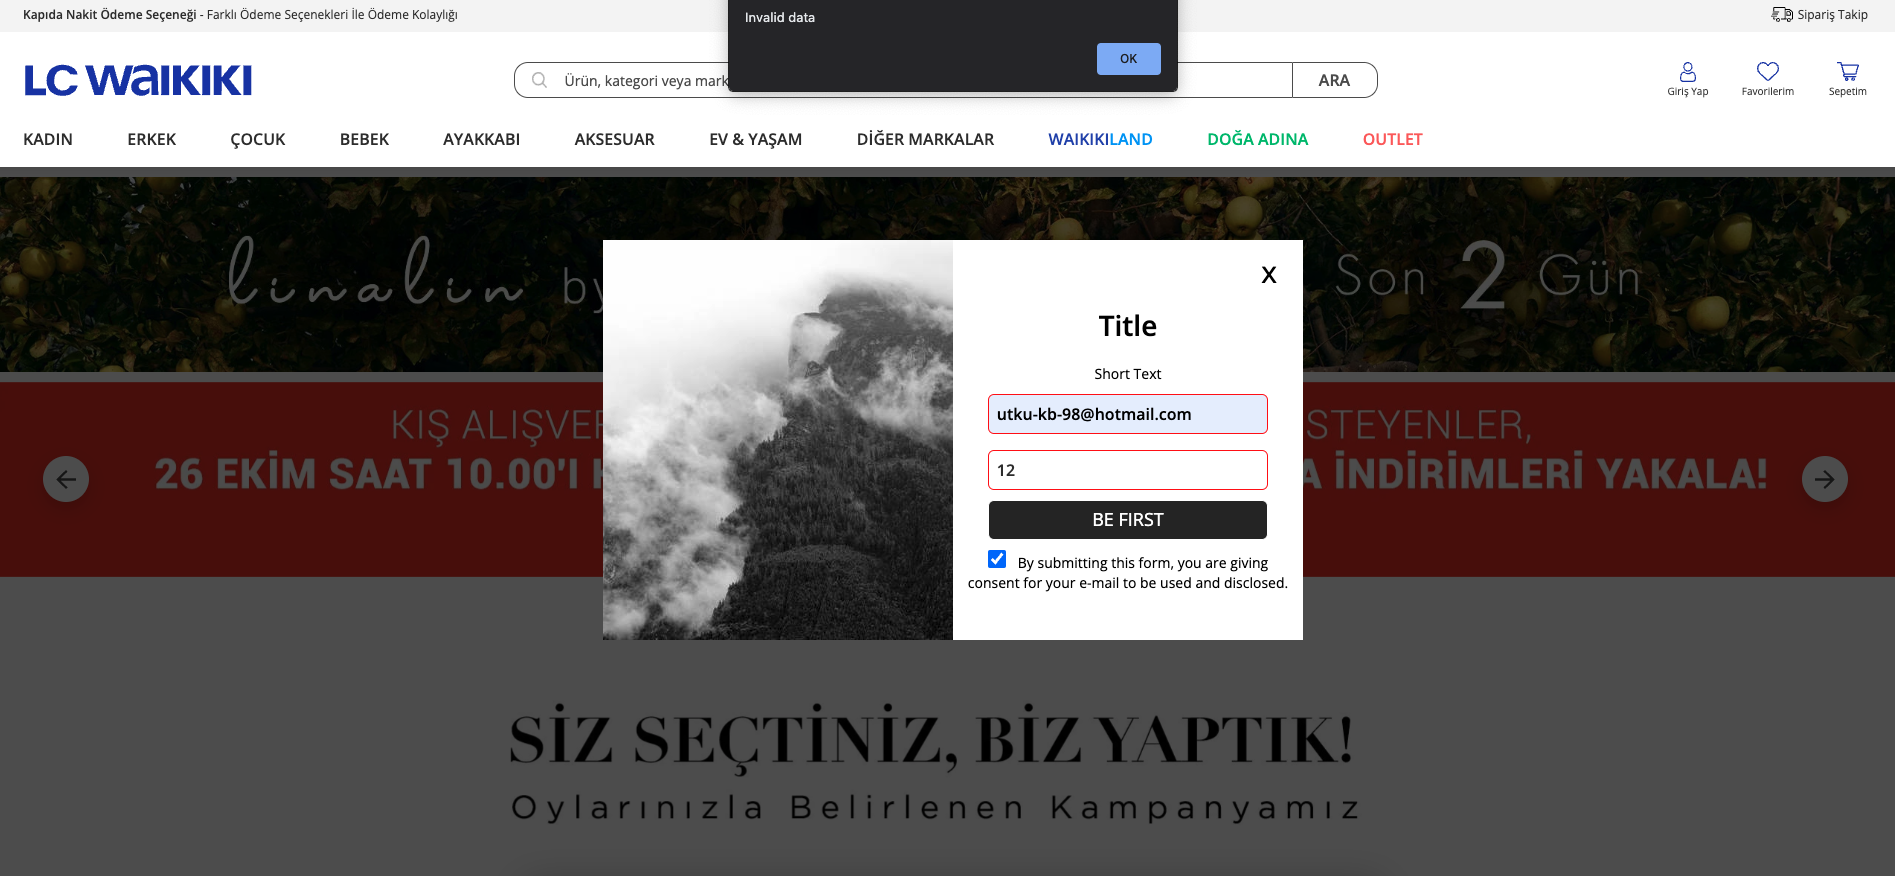 Kapıda Nakit Ödeme Seçeneği - Farklı Ödeme Seçenekleri İle Ödeme Kolaylığı
Invalid data
Sipariş Takip
OK
LC WAIKIKI
Ürün, kategori veya mark
ARA
Giriş Yap
Favorilerim
Sepetim
KADIN ERKEK ÇOCUK BEBEK AYAKKABI AKSESUAR EV & YAŞAM DİĞER MARKALAR WAIKIKILAND DOĞA ADINA OUTLET
linalin by
Son 2 Gün
X
Title
Short Text
utku-kb-98@hotmail.com
12
BE FIRST
By submitting this form, you are giving
consent for your e-mail to be used and disclosed.
KIŞ ALIŞVER
STEYENLER,
26 EKİM SAAT 10.00'I
A İNDİRİMLERİ YAKALA!
SİZ SEÇTİNİZ, BİZ YAPTIK!
Oylarınızla Belirlenen Kampanyamız